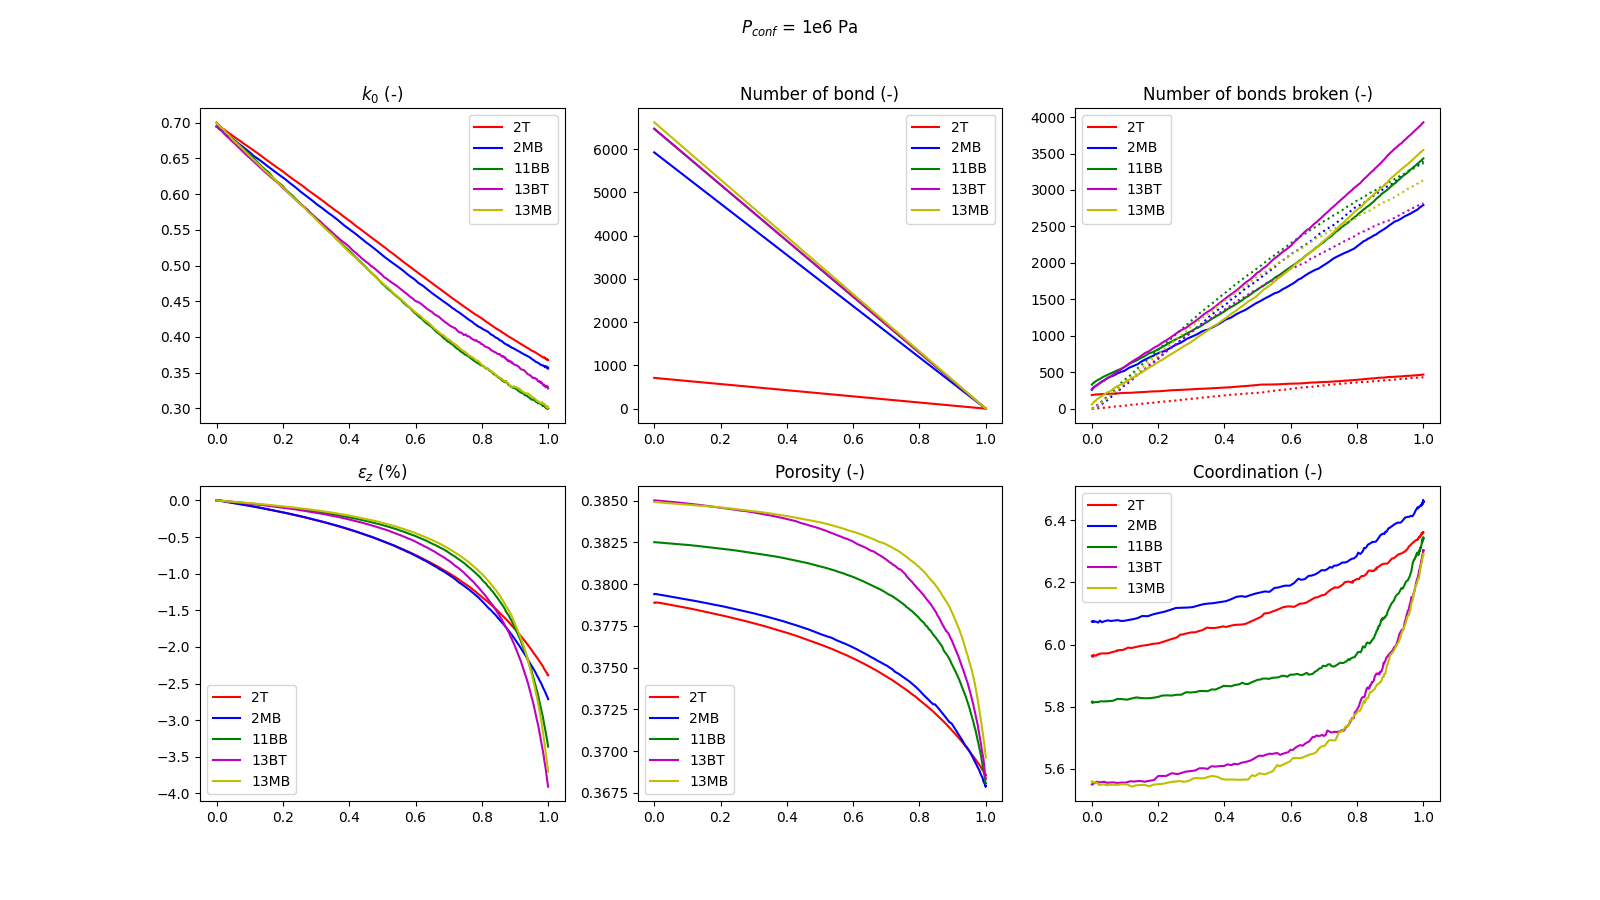 P_conf = 1e6 Pa
k_0 (-)
0.70
0.65
0.60
0.55
0.50
0.45
0.40
0.35
0.30
0.0 0.2 0.4 0.6 0.8 1.0
2T
2MB
11BB
13BT
13MB
Number of bond (-)
6000
5000
4000
3000
2000
1000
0
0.0 0.2 0.4 0.6 0.8 1.0
2T
2MB
11BB
13BT
13MB
Number of bonds broken (-)
4000
3500
3000
2500
2000
1500
1000
500
0
0.0 0.2 0.4 0.6 0.8 1.0
2T
2MB
11BB
13BT
13MB
ε_z (%)
0.0
−0.5
−1.0
−1.5
−2.0
−2.5
−3.0
−3.5
−4.0
0.0 0.2 0.4 0.6 0.8 1.0
2T
2MB
11BB
13BT
13MB
Porosity (-)
0.3850
0.3825
0.3800
0.3775
0.3750
0.3725
0.3700
0.3675
0.0 0.2 0.4 0.6 0.8 1.0
2T
2MB
11BB
13BT
13MB
Coordination (-)
6.4
6.2
6.0
5.8
5.6
0.0 0.2 0.4 0.6 0.8 1.0
2T
2MB
11BB
13BT
13MB